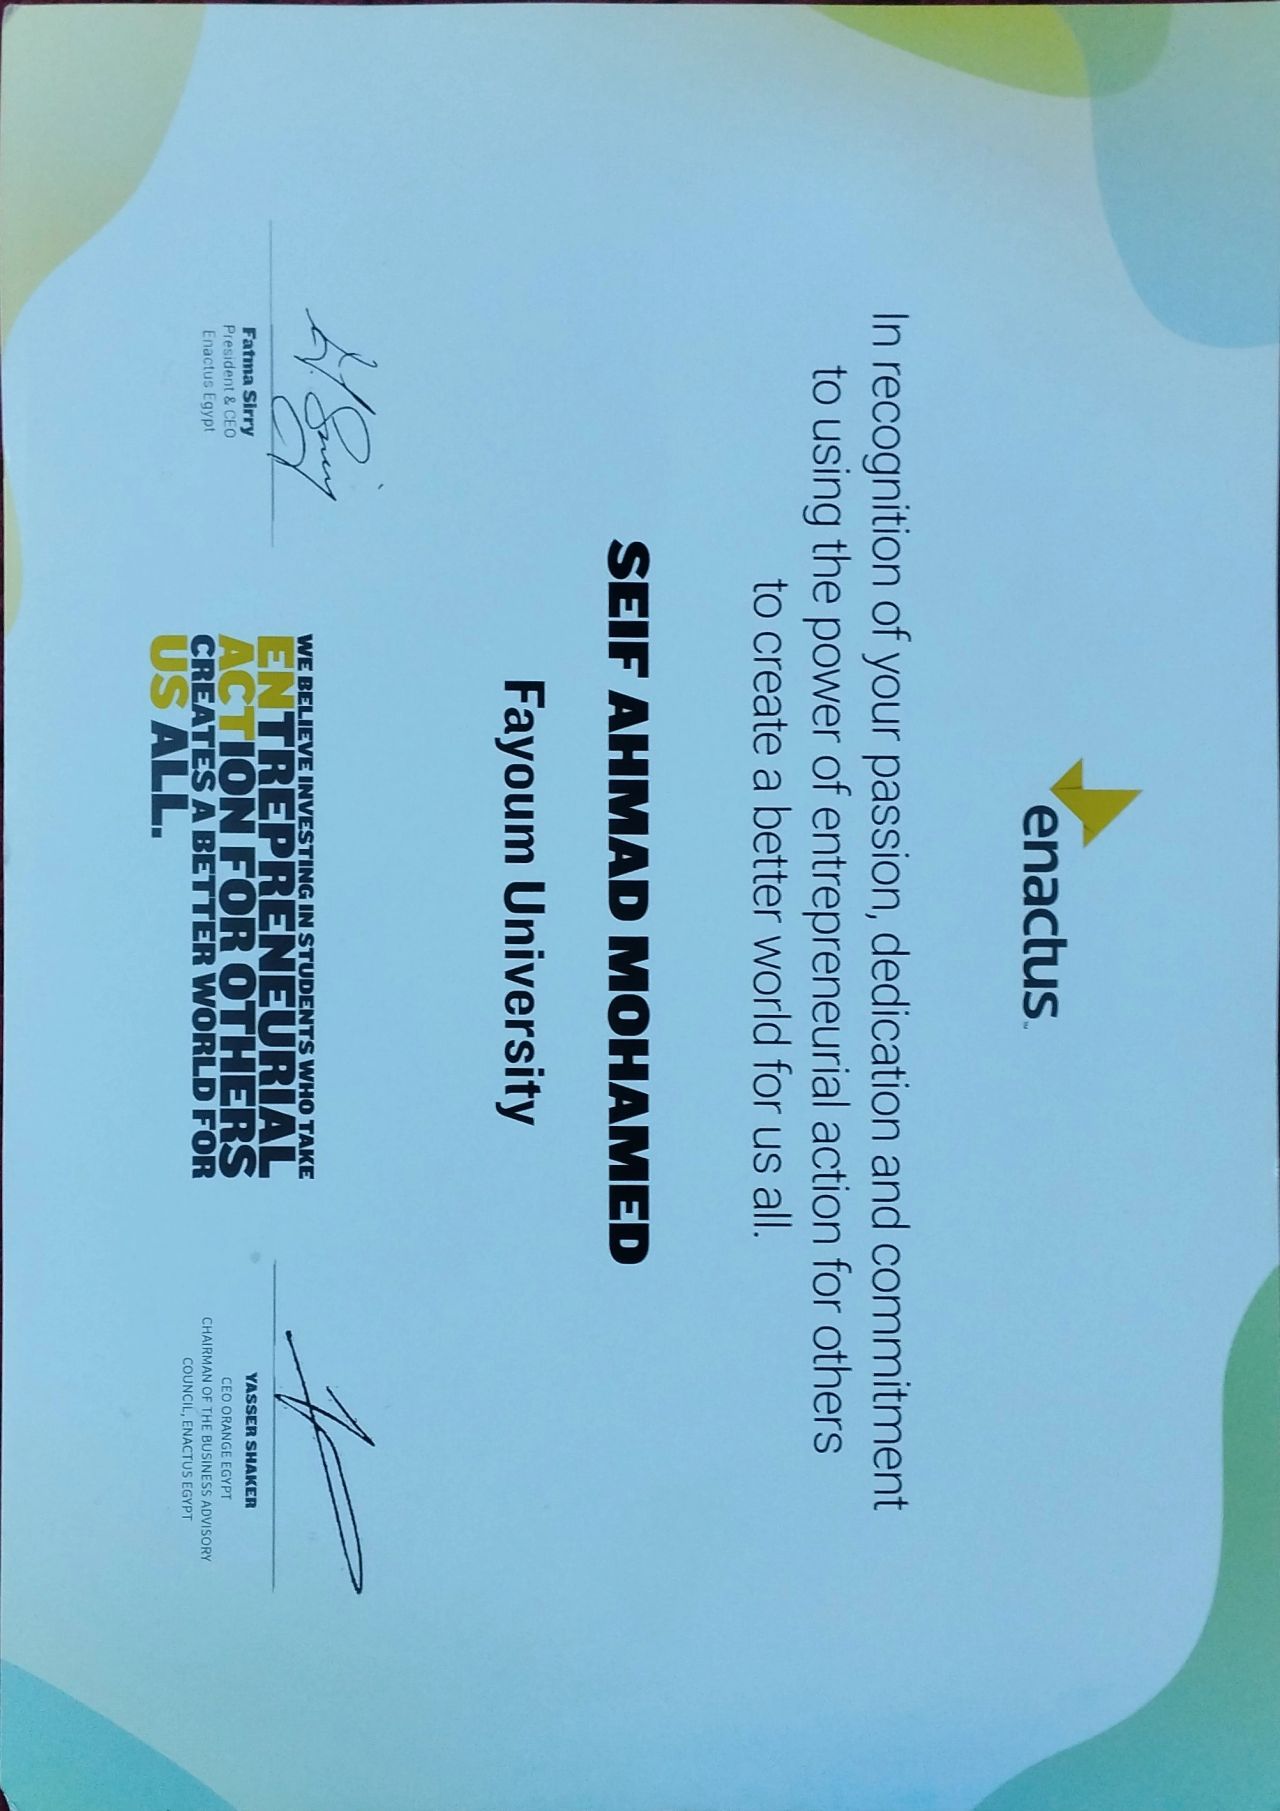 enactus
In recognition of your passion, dedication and commitment
to using the power of entrepreneurial action for others
to create a better world for us all.
SEIF AHMAD MOHAMED
Fayoum University
Fatma Sirry
President & CEO
Enactus Egypt
WE BELIEVE INVESTING IN STUDENTS WHO TAKE
ENTREPRENEURIAL
ACTION FOR OTHERS
CREATES A BETTER WORLD FOR
US ALL.
YASSER SHAKER
CEO ORANGE EGYPT
CHAIRMAN OF THE BUSINESS ADVISORY
COUNCIL, ENACTUS EGYPT